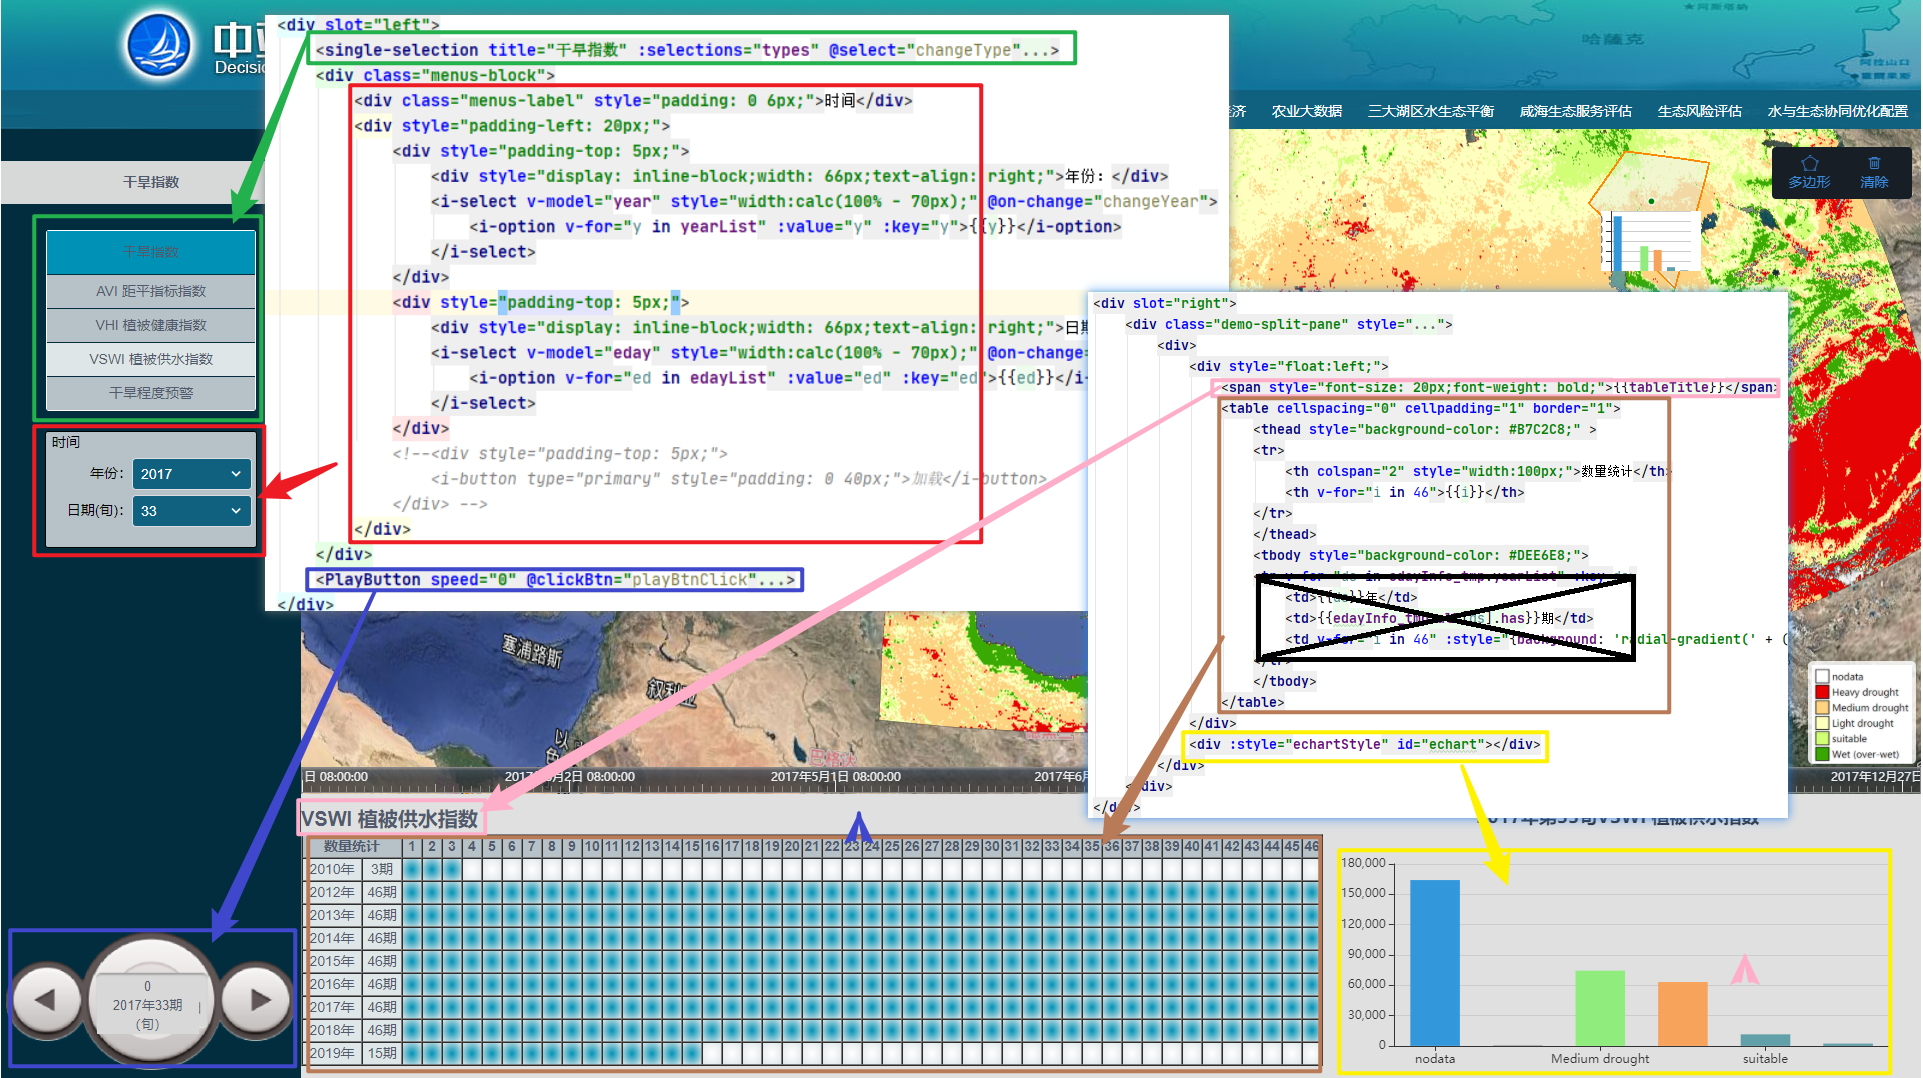 中
Decisio
★阿斯塔纳
哈薩克
阿拉山口
济
农业大数据
三大湖区水生态平衡
咸海生态服务评估
生态风险评估
水与生态协同优化配置
<div slot="left">
<single-selection title="干旱指数" :selections="types" @select="changeType"...>
<div class="menus-block">
<div class="menus-label" style="padding: 0 6px;">时间</div>
<div style="padding-left: 20px;">
<div style="padding-top: 5px;">
<div style="display: inline-block;width: 66px;text-align: right;">年份: </div>
<i-select v-model="year" style="width:calc(100% - 70px);" @on-change="changeYear">
<i-option v-for="y in yearList" :value="y" :key="y">{{y}}</i-option>
</i-select>
</div>
<div style="padding-top: 5px;">
<div style="display: inline-block;width: 66px;text-align: right;">日期
<i-select v-model="eday" style="width:calc(100% - 70px);" @on-change=
<i-option v-for="ed in edayList" :value="ed" :key="ed">{{ed}}</i-
</i-select>
</div>
<!--<div style="padding-top: 5px;">
<i-button type="primary" style="padding: 0 40px;">加载</i-button>
</div> -->
</div>
</div>
<PlayButton speed="0" @clickBtn="playBtnClick"...>
</div>
干旱指数
干旱指数
AVI 距平指标指数
VHI 植被健康指数
VSWI 植被供水指数
干旱程度预警
时间
年份: 2017
日期(旬): 33
多边形
清除
<div slot="right">
<div class="demo-split-pane" style="...">
<div>
<div style="float:left;">
<span style="font-size: 20px;font-weight: bold;">{{tableTitle}}</span>
<table cellspacing="0" cellpadding="1" border="1">
<thead style="background-color: #B7C2C8;" >
<tr>
<th colspan="2" style="width:100px;">数量统计</th>
<th v-for="i in 46">{{i}}</th>
</tr>
</thead>
<tbody style="background-color: #DEE6E8;">
年</td>
<td>{{edayInfo_tm .has}}期</td>
<td v-for="i in 46" :style="{background: 'radial-gradient(' + (
</tbody>
</table>
</div>
<div :style="echartStyle" id="echart"></div>
</div>
div>
</d
塞浦路斯
叙利亚
以
色
巴格达
nodata
Heavy drought
Medium drought
Light drought
suitable
Wet (over-wet)
日 08:00:00
2017年 月2日 08:00:00
2017年5月1日 08:00:00
2017年6
2017年12月27日
VSWI 植被供水指数
数量统计 1 2 3 4 5 6 7 8 9 10 11 12 13 14 15 16 17 18 19 20 21 22 23 24 25 26 27 28 29 30 31 32 33 34 35 36 37 38 39 40 41 42 43 44 45 46
2010年 3期
2012年 46期
2013年 46期
2014年 46期
2015年 46期
2016年 46期
2017年 46期
2018年 46期
2019年 15期
0
2017年33期
(旬)
2017年第33旬VSWI 植被供水指数
180,000
150,000
120,000
90,000
60,000
30,000
0
nodata
Medium drought
suitable